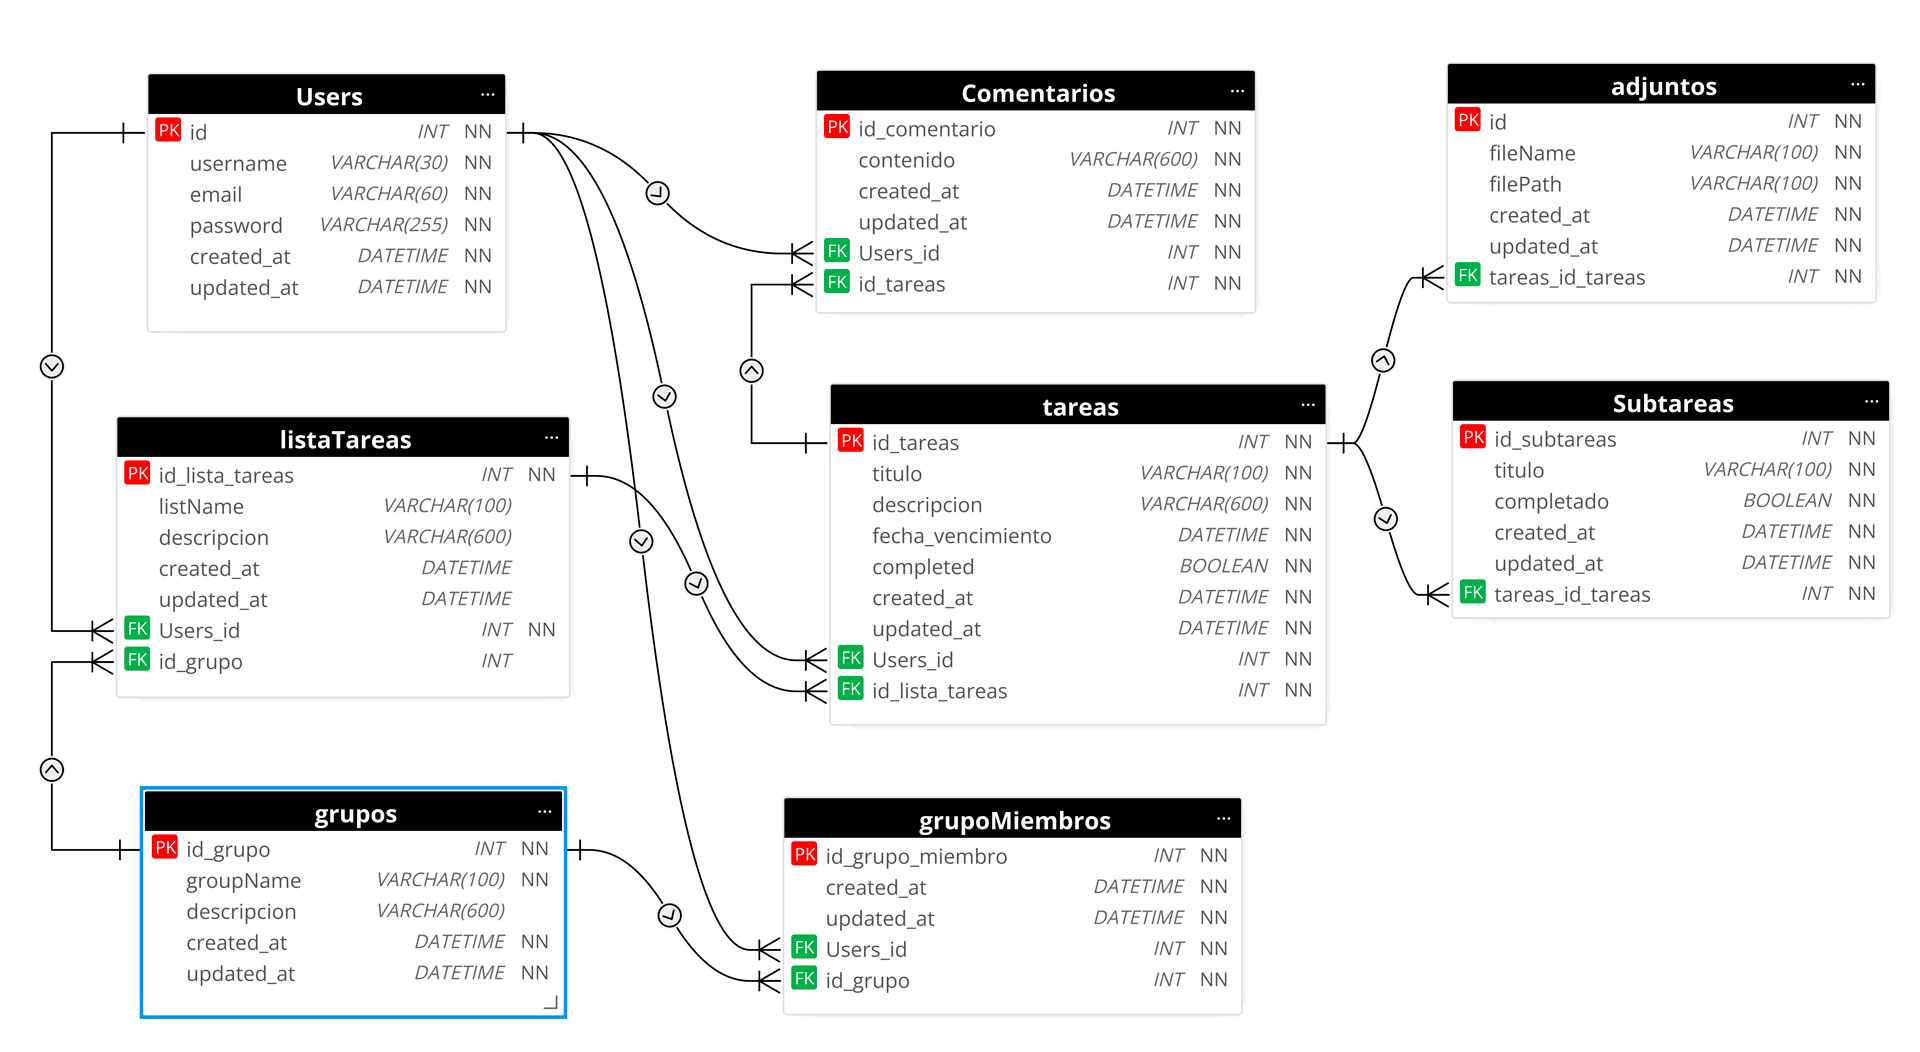 Users ...
PK id INT NN
username VARCHAR(30) NN
email VARCHAR(60) NN
password VARCHAR(255) NN
created_at DATETIME NN
updated_at DATETIME NN
Comentarios ...
PK id_comentario INT NN
contenido VARCHAR(600) NN
created_at DATETIME NN
updated_at DATETIME NN
FK Users_id INT NN
FK id_tareas INT NN
adjuntos ...
PK id INT NN
fileName VARCHAR(100) NN
filePath VARCHAR(100) NN
created_at DATETIME NN
updated_at DATETIME NN
FK tareas_id_tareas INT NN
listaTareas ...
PK id_lista_tareas INT NN
listName VARCHAR(100)
descripcion VARCHAR(600)
created_at DATETIME
updated_at DATETIME
FK Users_id INT NN
FK id_grupo INT
tareas ...
PK id_tareas INT NN
titulo VARCHAR(100) NN
descripcion VARCHAR(600) NN
fecha_vencimiento DATETIME NN
completed BOOLEAN NN
created_at DATETIME NN
updated_at DATETIME NN
FK Users_id INT NN
FK id_lista_tareas INT NN
Subtareas ...
PK id_subtareas INT NN
titulo VARCHAR(100) NN
completado BOOLEAN NN
created_at DATETIME NN
updated_at DATETIME NN
FK tareas_id_tareas INT NN
grupos ...
PK id_grupo INT NN
groupName VARCHAR(100) NN
descripcion VARCHAR(600)
created_at DATETIME NN
updated_at DATETIME NN
grupoMiembros ...
PK id_grupo_miembro INT NN
created_at DATETIME NN
updated_at DATETIME NN
FK Users_id INT NN
FK id_grupo INT NN